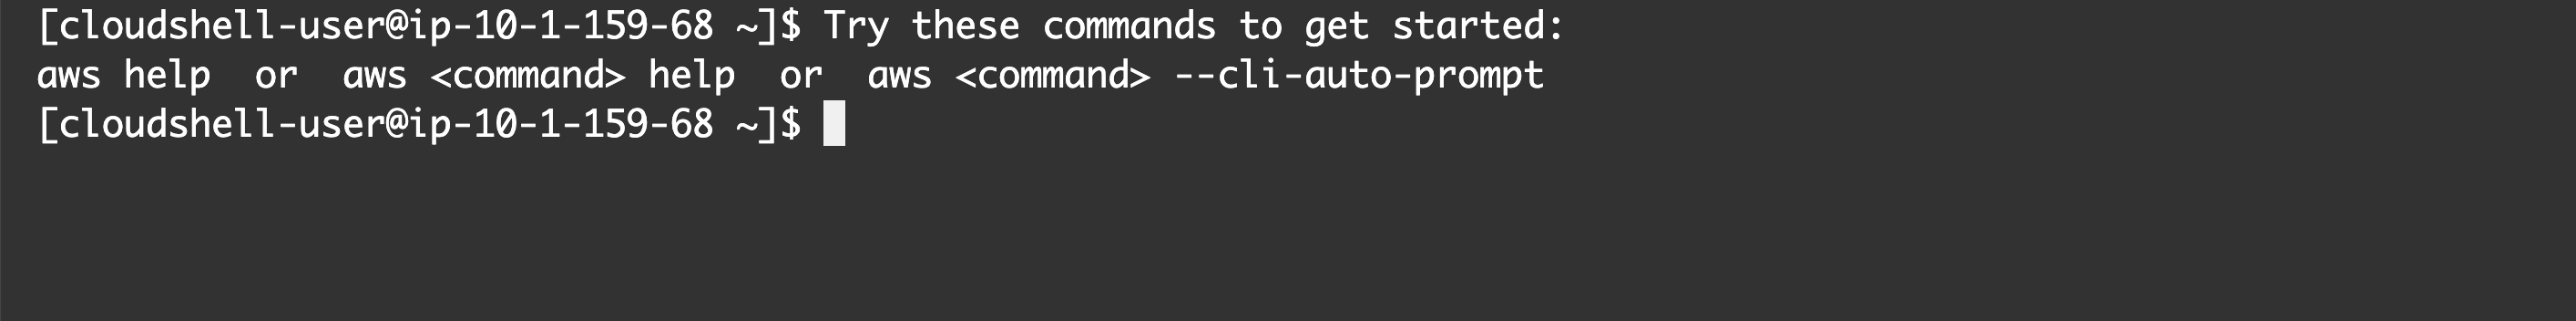 [cloudshell-user@ip-10-1-159-68 ~]$ Try these commands to get started:
aws help  or  aws <command> help  or  aws <command> --cli-auto-prompt
[cloudshell-user@ip-10-1-159-68 ~]$